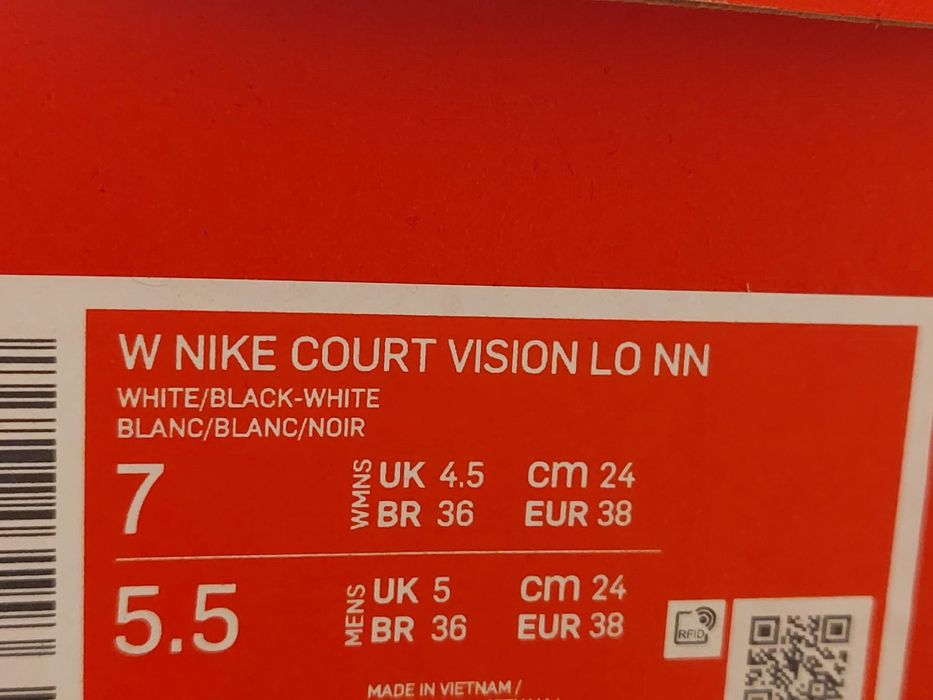 W NIKE COURT VISION LO NN
WHITE/BLACK-WHITE
BLANC/BLANC/NOIR
7 WMNS UK 4.5 cm 24
BR 36 EUR 38
5.5 MENS UK 5 cm 24
BR 36 EUR 38
RFID
MADE IN VIETNAM /